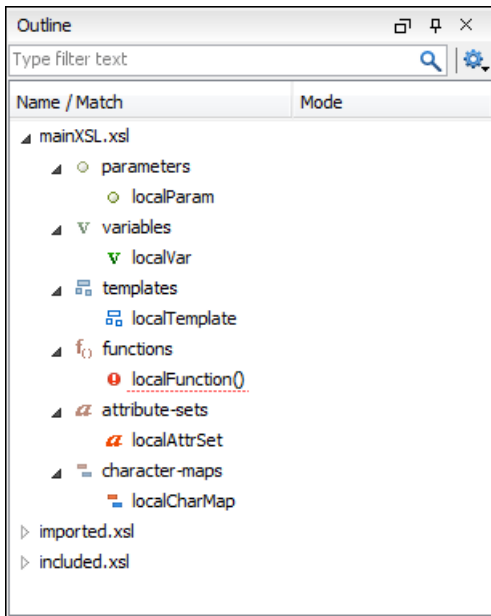 Outline
Type filter text
Name / Match Mode
mainXSL.xsl
parameters
localParam
v variables
v localVar
templates
localTemplate
f() functions
localFunction()
a attribute-sets
a localAttrSet
character-maps
localCharMap
imported.xsl
included.xsl